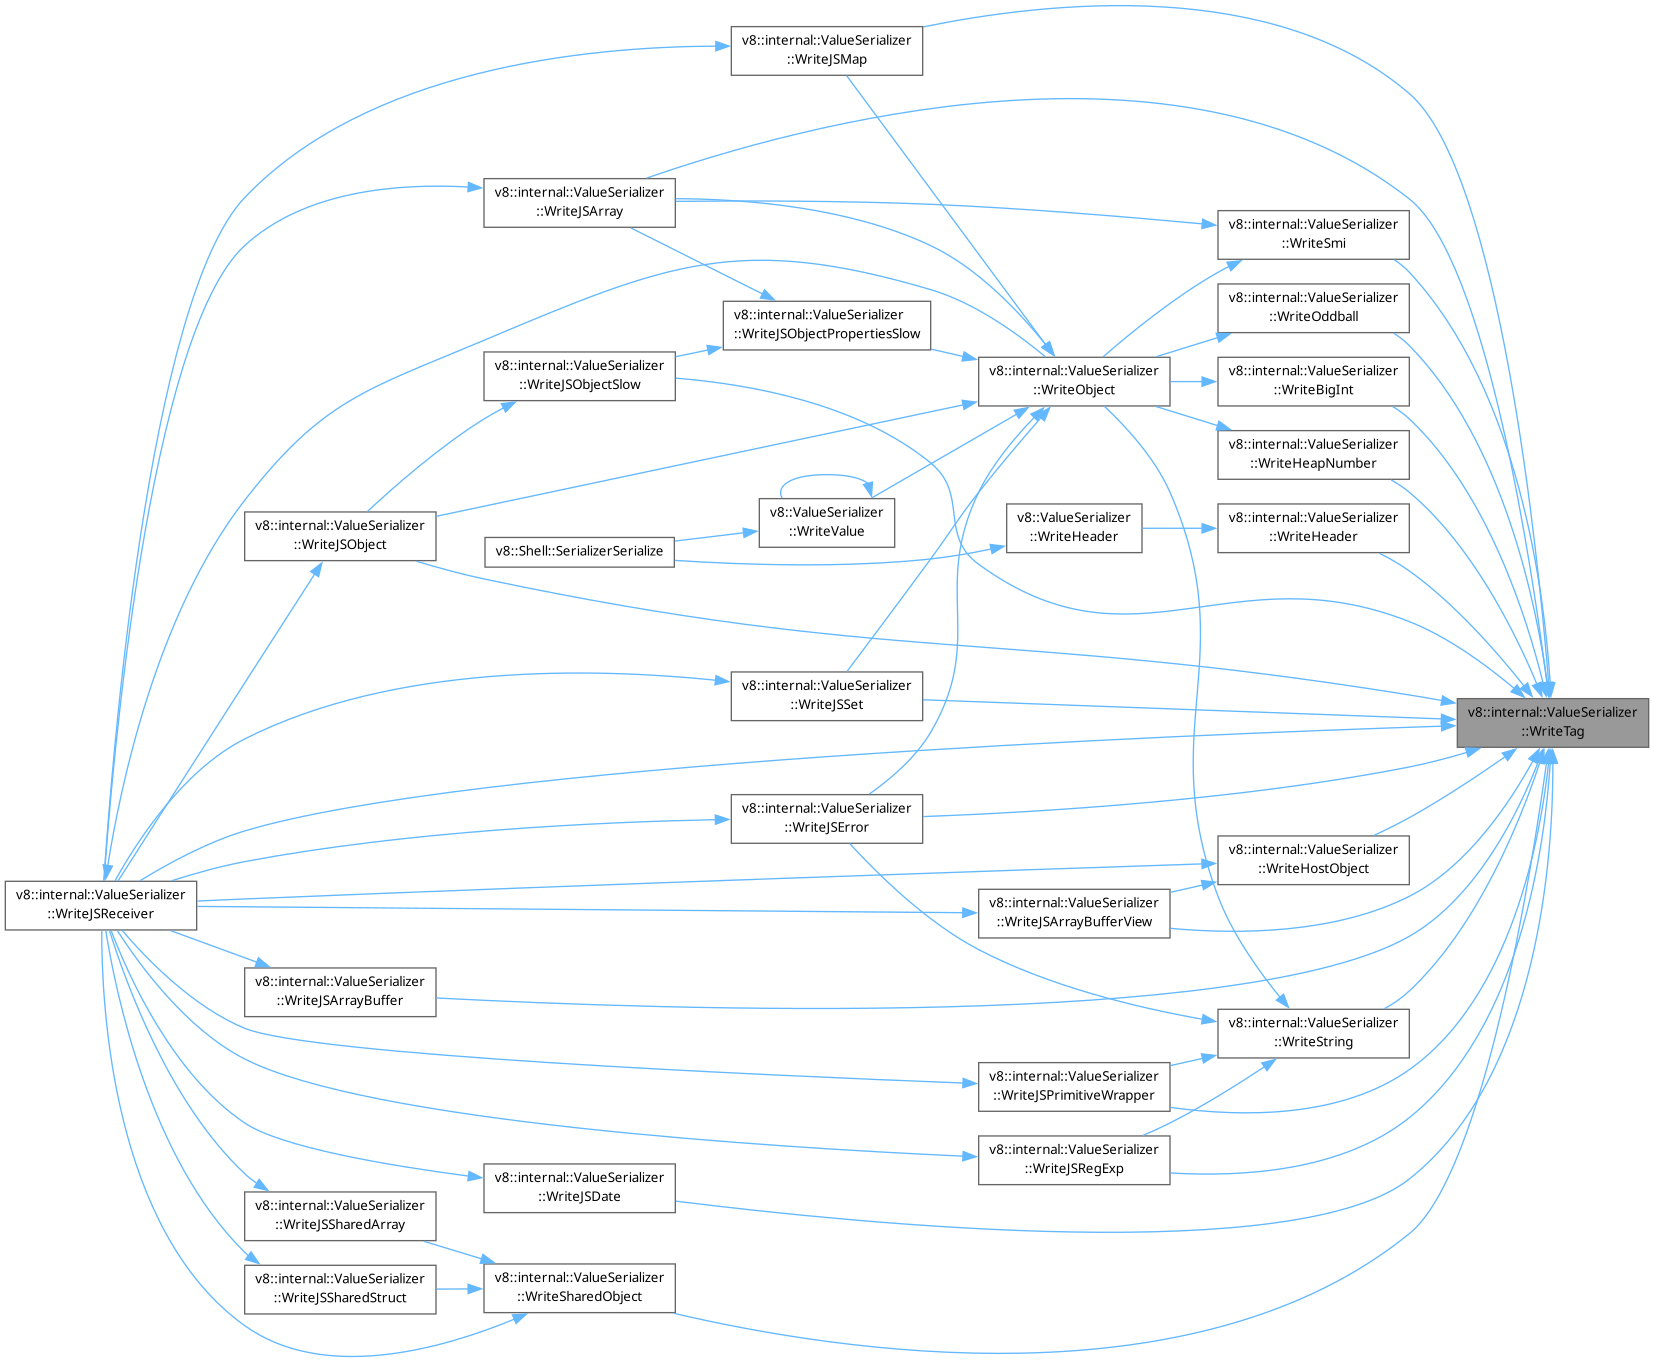 v8::internal::ValueSerializer
::WriteJSMap
v8::internal::ValueSerializer
::WriteJSArray
v8::internal::ValueSerializer
::WriteSmi
v8::internal::ValueSerializer
::WriteOddball
v8::internal::ValueSerializer
::WriteJSObjectPropertiesSlow
v8::internal::ValueSerializer
::WriteJSObjectSlow
v8::internal::ValueSerializer
::WriteObject
v8::internal::ValueSerializer
::WriteBigInt
v8::internal::ValueSerializer
::WriteHeapNumber
v8::internal::ValueSerializer
::WriteJSObject
v8::Shell::SerializerSerialize
v8::ValueSerializer
::WriteValue
v8::ValueSerializer
::WriteHeader
v8::internal::ValueSerializer
::WriteHeader
v8::internal::ValueSerializer
::WriteJSSet
v8::internal::ValueSerializer
::WriteTag
v8::internal::ValueSerializer
::WriteJSError
v8::internal::ValueSerializer
::WriteHostObject
v8::internal::ValueSerializer
::WriteJSReceiver
v8::internal::ValueSerializer
::WriteJSArrayBufferView
v8::internal::ValueSerializer
::WriteJSArrayBuffer
v8::internal::ValueSerializer
::WriteString
v8::internal::ValueSerializer
::WriteJSPrimitiveWrapper
v8::internal::ValueSerializer
::WriteJSRegExp
v8::internal::ValueSerializer
::WriteJSDate
v8::internal::ValueSerializer
::WriteJSSharedArray
v8::internal::ValueSerializer
::WriteJSSharedStruct
v8::internal::ValueSerializer
::WriteSharedObject